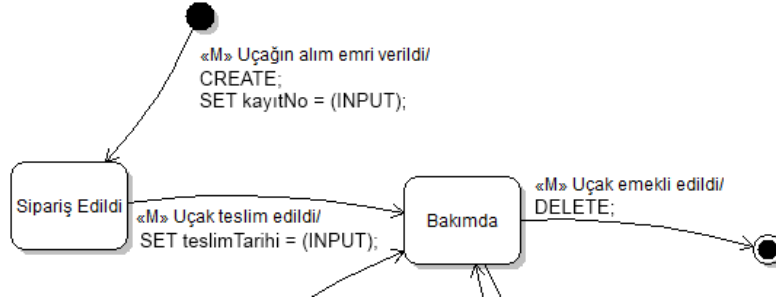 «M» Uçağın alım emri verildi/
CREATE;
SET kayıtNo = (INPUT);
Sipariş Edildi
«M» Uçak teslim edildi/
SET teslimTarihi = (INPUT);
Bakımda
«M» Uçak emekli edildi/
DELETE;